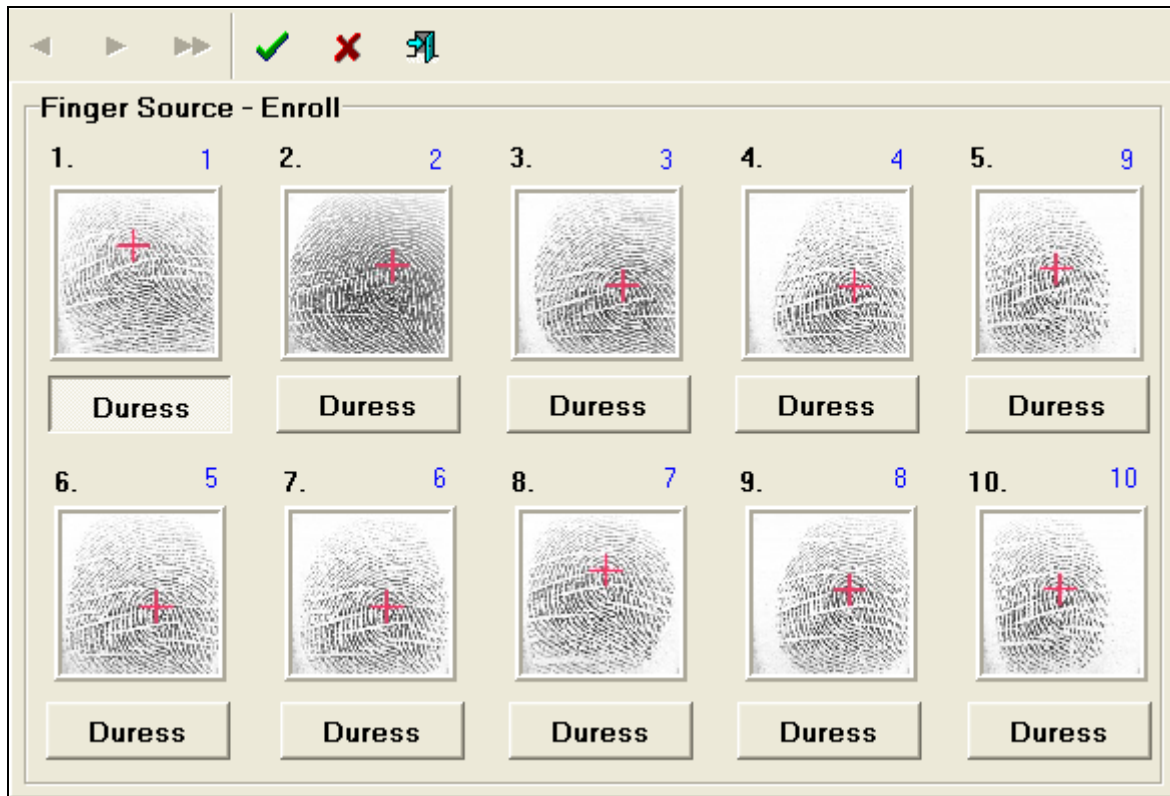 Finger Source - Enroll
1. 1 2. 2 3. 3 4. 4 5. 9
Duress Duress Duress Duress Duress
6. 5 7. 6 8. 7 9. 8 10. 10
Duress Duress Duress Duress Duress